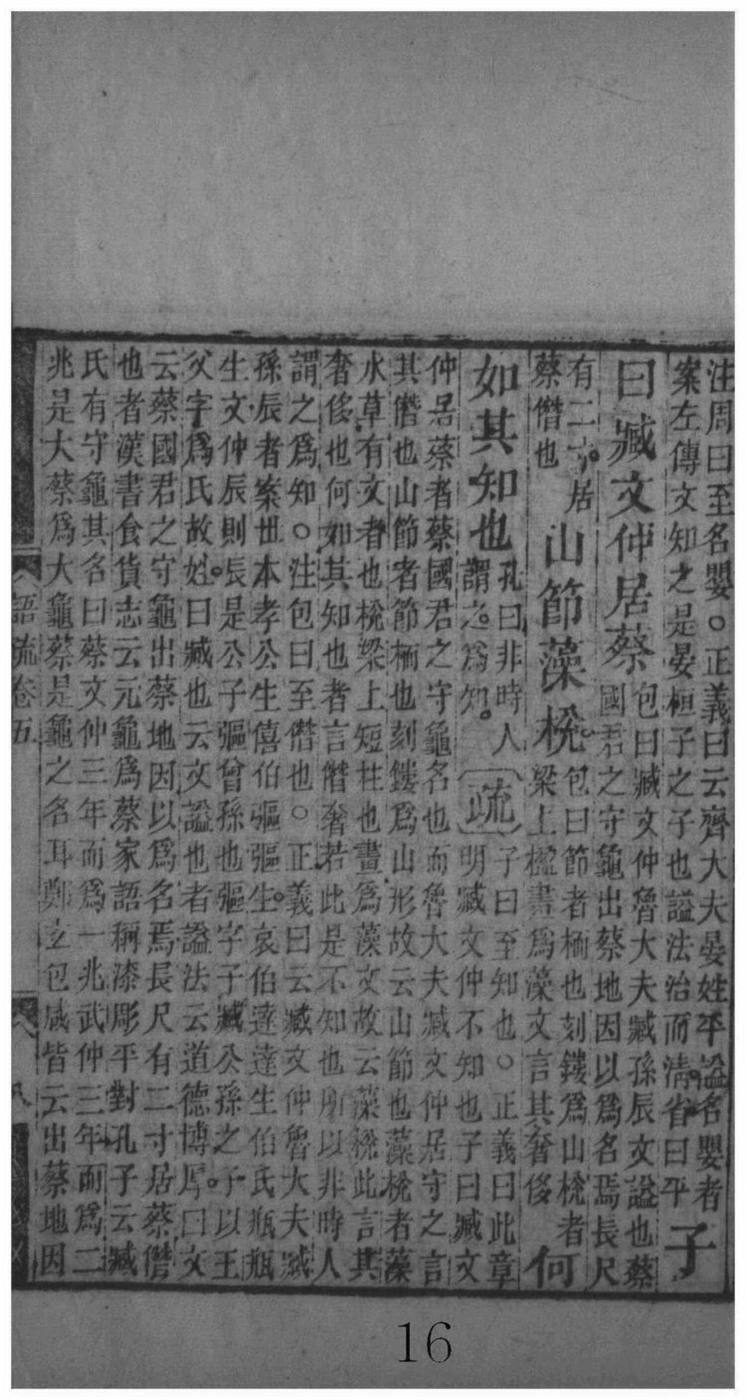 注周曰至名嬰○正義曰云齊大夫晏姓平謚名嬰者
案左傳文知之是晏桓子之子也謚法治而清省曰平
子
曰臧文仲居蔡
包曰臧文仲魯大夫臧孫辰文謚也蔡
國君之守龜出蔡地因以爲名焉長尺
有二寸居
蔡僭也
山節藻梲
包曰節者栭也刻鏤爲山梲者
梁上楹畫爲藻文言其奢侈
何
如其知也
孔曰非時人
謂之爲知
疏
子曰至知也○正義曰此章
明臧文仲不知也子曰臧文
仲居蔡者蔡國君之守龜名也而魯大夫臧文仲居守之言
其僭也山節者節栭也刻鏤爲山形故云山節也藻梲者藻
水草有文者也梲梁上短柱也畫爲藻文故云藻梲此言其
奢侈也何如其知也者言僭奢若此是不知也所以非時人
謂之爲知○注包曰至僭也○正義曰云臧文仲魯大夫臧
孫辰者案世本孝公生僖伯彄彄生哀伯達達生伯氏瓶瓶
生文仲辰則辰是公子彄曾孫也彄字子臧公孫之子以王
父字爲氏故姓曰臧也云文謚也者謚法云道德博厚曰文
云蔡國君之守龜出蔡地因以爲名焉長尺有二寸居蔡僭
也者漢書食貨志云元龜爲蔡家語稱漆彫平對孔子云臧
氏有守龜其名曰蔡文仲三年而爲一兆武仲三年而爲二
兆是大蔡爲大龜蔡是龜之名耳鄭玄包咸皆云出蔡地因
語疏卷五
八
16